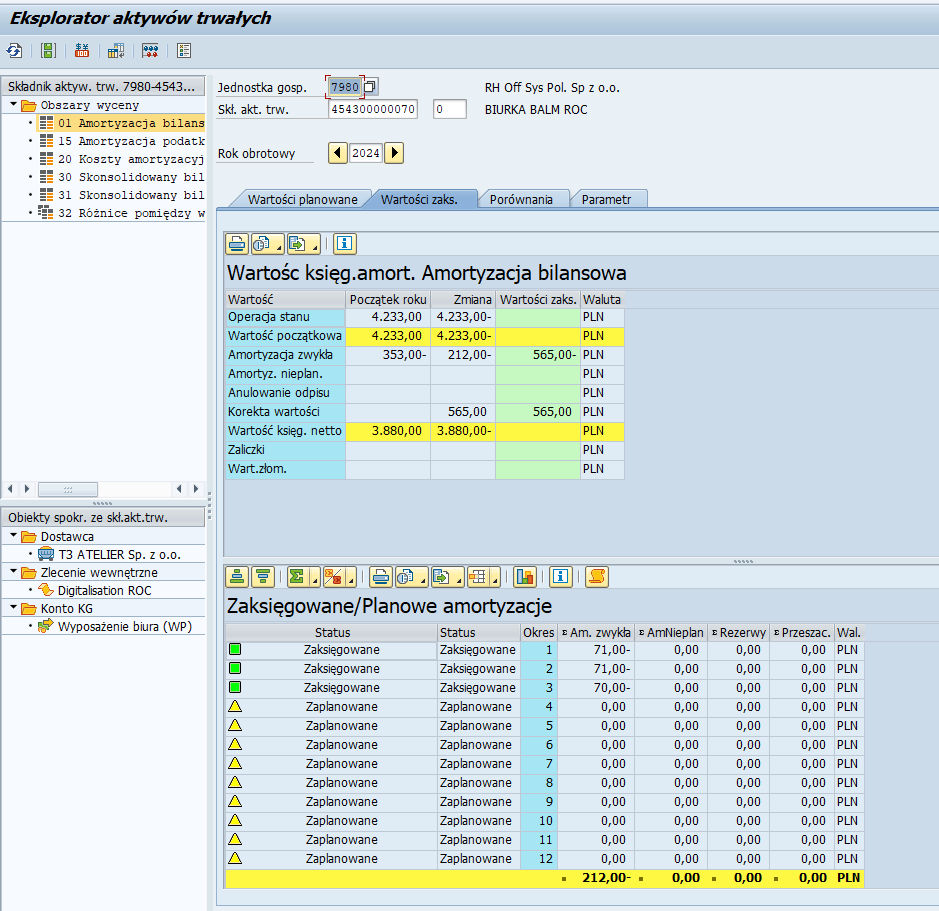 Eksplorator aktywów trwałych
Składnik aktyw. trw. 7980-4543...
Obszary wyceny
01 Amortyzacja bilans
15 Amortyzacja podatk
20 Koszty amortyzacyj
30 Skonsolidowany bil
31 Skonsolidowany bil
32 Różnice pomiędzy w
Obiekty spokr. ze skł.akt.trw.
Dostawca
T3 ATELIER Sp. z o.o.
Zlecenie wewnętrzne
Digitalisation ROC
Konto KG
Wyposażenie biura (WP)
Jednostka gosp. 7980 RH Off Sys Pol. Sp z o.o.
Skł. akt. trw. 454300000070 0 BIURKA BALM ROC
Rok obrotowy 2024
Wartości planowane Wartości zaks. Porównania Parametr
Wartośc księg.amort. Amortyzacja bilansowa
Wartość Początek roku Zmiana Wartości zaks. Waluta
Operacja stanu 4.233,00 4.233,00- PLN
Wartość początkowa 4.233,00 4.233,00- PLN
Amortyzacja zwykła 353,00- 212,00- 565,00- PLN
Amortyz. nieplan. PLN
Anulowanie odpisu PLN
Korekta wartości 565,00 565,00 PLN
Wartość księg. netto 3.880,00 3.880,00- PLN
Zaliczki PLN
Wart.złom. PLN
Zaksięgowane/Planowe amortyzacje
Status Status Okres Σ Am. zwykła Σ AmNieplan Σ Rezerwy Σ Przeszac. Wal.
Zaksięgowane Zaksięgowane 1 71,00- 0,00 0,00 0,00 PLN
Zaksięgowane Zaksięgowane 2 71,00- 0,00 0,00 0,00 PLN
Zaksięgowane Zaksięgowane 3 70,00- 0,00 0,00 0,00 PLN
Zaplanowane Zaplanowane 4 0,00 0,00 0,00 0,00 PLN
Zaplanowane Zaplanowane 5 0,00 0,00 0,00 0,00 PLN
Zaplanowane Zaplanowane 6 0,00 0,00 0,00 0,00 PLN
Zaplanowane Zaplanowane 7 0,00 0,00 0,00 0,00 PLN
Zaplanowane Zaplanowane 8 0,00 0,00 0,00 0,00 PLN
Zaplanowane Zaplanowane 9 0,00 0,00 0,00 0,00 PLN
Zaplanowane Zaplanowane 10 0,00 0,00 0,00 0,00 PLN
Zaplanowane Zaplanowane 11 0,00 0,00 0,00 0,00 PLN
Zaplanowane Zaplanowane 12 0,00 0,00 0,00 0,00 PLN
212,00- 0,00 0,00 0,00 PLN